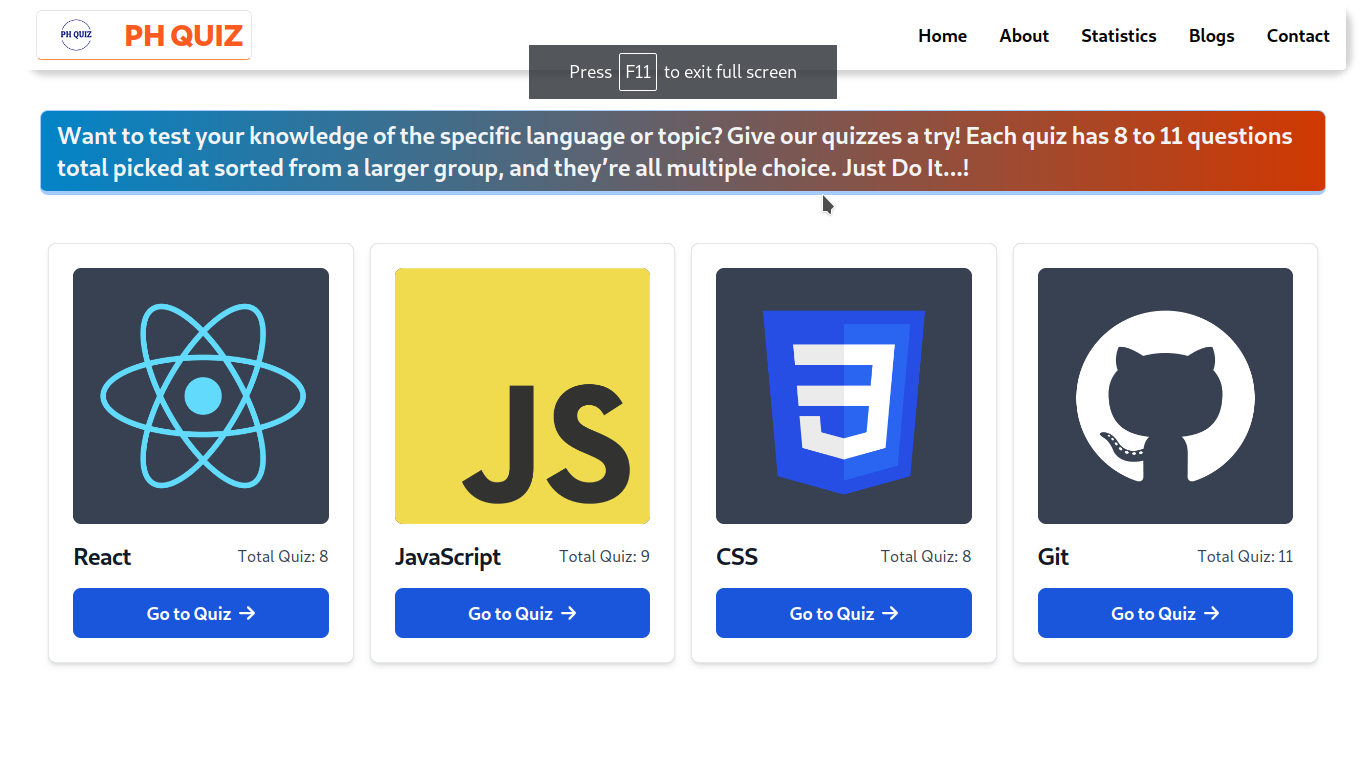 PH QUIZ
PH QUIZ
Home
About
Statistics
Blogs
Contact
Press F11 to exit full screen
Want to test your knowledge of the specific language or topic? Give our quizzes a try! Each quiz has 8 to 11 questions
total picked at sorted from a larger group, and they’re all multiple choice. Just Do It...!
JS
React
Total Quiz: 8
Go to Quiz →
JavaScript
Total Quiz: 9
Go to Quiz →
CSS
Total Quiz: 8
Go to Quiz →
Git
Total Quiz: 11
Go to Quiz →